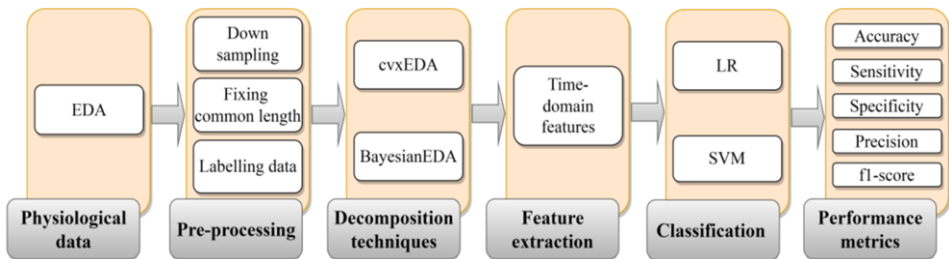 EDA
Physiological
data
Down
sampling
Fixing
common length
Labelling data
Pre-processing
cvxEDA
BayesianEDA
Decomposition
techniques
Time-
domain
features
Feature
extraction
LR
SVM
Classification
Accuracy
Sensitivity
Specificity
Precision
f1-score
Performance
metrics